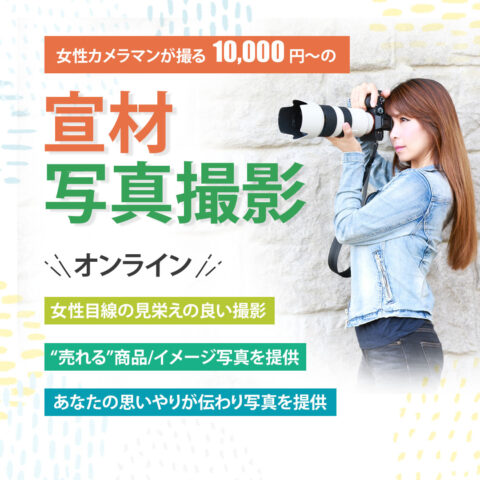 女性カメラマンが撮る 10,000 円〜の
宣材
写真撮影
オンライン
女性目線の見栄えの良い撮影
“売れる”商品/イメージ写真を提供
あなたの思いやりが伝わり写真を提供